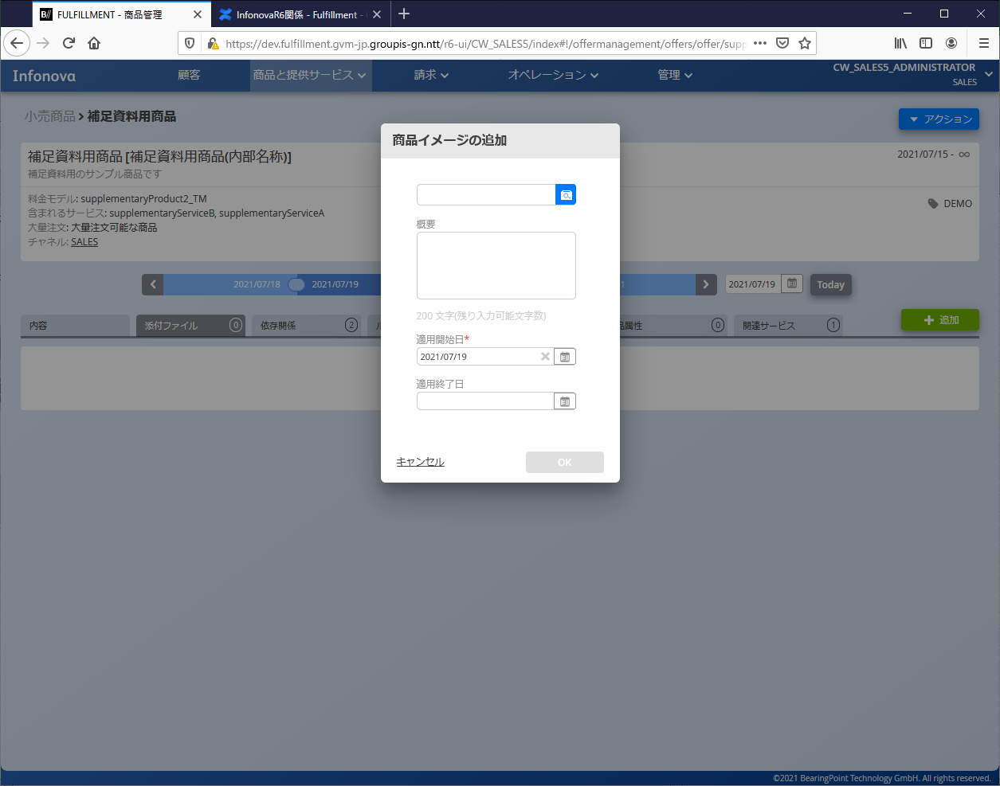 FULFILLMENT - 商品管理
InfonovaR6関係 - Fulfillment -
https://dev.fulfillment.gvm-jp.groupis-gn.ntt/r6-ui/CW_SALES5/index#!/offermanagement/offers/offer/supp
Infonova
顧客
商品と提供サービス
請求
オペレーション
管理
CW_SALES5_ADMINISTRATOR
SALES
小売商品 > 補足資料用商品
アクション
補足資料用商品 [補足資料用商品(内部名称)]
2021/07/15 - ∞
補足資料用のサンプル商品です
料金モデル: supplementaryProduct2_TM
含まれるサービス: supplementaryServiceB, supplementaryServiceA
大量注文: 大量注文可能な商品
チャネル: SALES
DEMO
2021/07/18
2021/07/19
1
2021/07/19
Today
内容
添付ファイル 0
依存関係 2
品属性 0
関連サービス 1
追加
商品イメージの追加
概要
200 文字(残り入力可能文字数)
適用開始日*
2021/07/19
適用終了日
キャンセル
OK
©2021 BearingPoint Technology GmbH. All rights reserved.